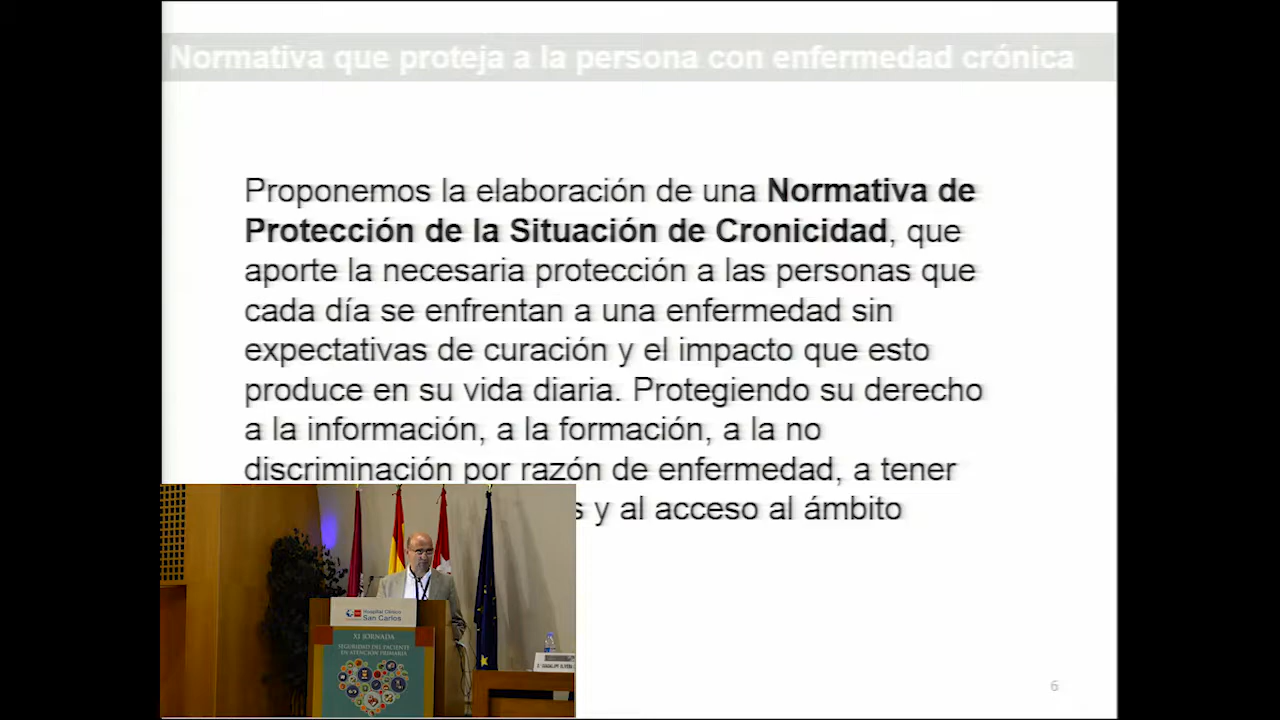 Normativa que proteja a la persona con enfermedad crónica
Proponemos la elaboración de una Normativa de
Protección de la Situación de Cronicidad, que
aporte la necesaria protección a las personas que
cada día se enfrentan a una enfermedad sin
expectativas de curación y el impacto que esto
produce en su vida diaria. Protegiendo su derecho
a la información, a la formación, a la no
discriminación por razón de enfermedad, a tener
s y al acceso al ámbito
Hospital Clínico
San Carlos
XI JORNADA
SEGURIDAD DEL PACIENTE
EN ATENCIÓN PRIMARIA
6